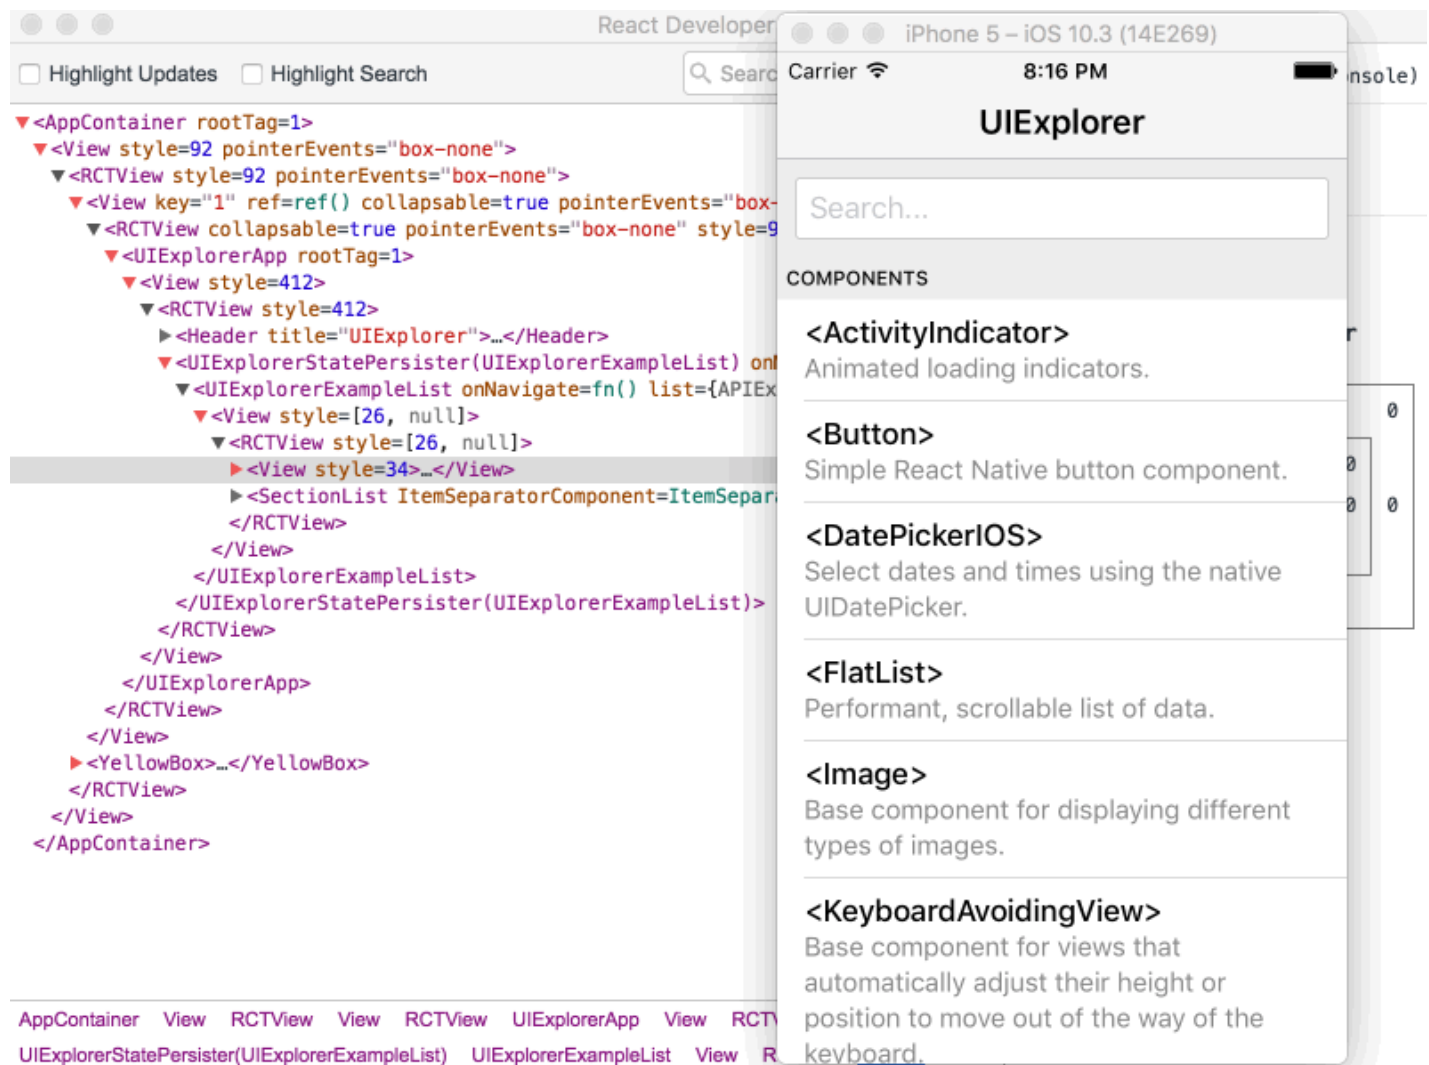 React Developer
Highlight Updates
Highlight Search
Searc
nsole)
<AppContainer rootTag=1>
<View style=92 pointerEvents="box-none">
<RCTView style=92 pointerEvents="box-none">
<View key="1" ref=ref() collapsable=true pointerEvents="box-
<RCTView collapsable=true pointerEvents="box-none" style=9
<UIExplorerApp rootTag=1>
<View style=412>
<RCTView style=412>
<Header title="UIExplorer">…</Header>
<UIExplorerStatePersister(UIExplorerExampleList) on
<UIExplorerExampleList onNavigate=fn() list={APIEx
<View style=[26, null]>
<RCTView style=[26, null]>
<View style=34>…</View>
<SectionList ItemSeparatorComponent=ItemSepara
</RCTView>
</View>
</UIExplorerExampleList>
</UIExplorerStatePersister(UIExplorerExampleList)>
</RCTView>
</View>
</UIExplorerApp>
</RCTView>
</View>
<YellowBox>…</YellowBox>
</RCTView>
</View>
</AppContainer>
AppContainer View RCTView View RCTView UIExplorerApp View RCTV
UIExplorerStatePersister(UIExplorerExampleList) UIExplorerExampleList View R
iPhone 5 – iOS 10.3 (14E269)
Carrier 8:16 PM
UIExplorer
Search...
COMPONENTS
<ActivityIndicator>
Animated loading indicators.
<Button>
Simple React Native button component.
<DatePickerIOS>
Select dates and times using the native
UIDatePicker.
<FlatList>
Performant, scrollable list of data.
<Image>
Base component for displaying different
types of images.
<KeyboardAvoidingView>
Base component for views that
automatically adjust their height or
position to move out of the way of the
keyboard.
r
0
0
0 0